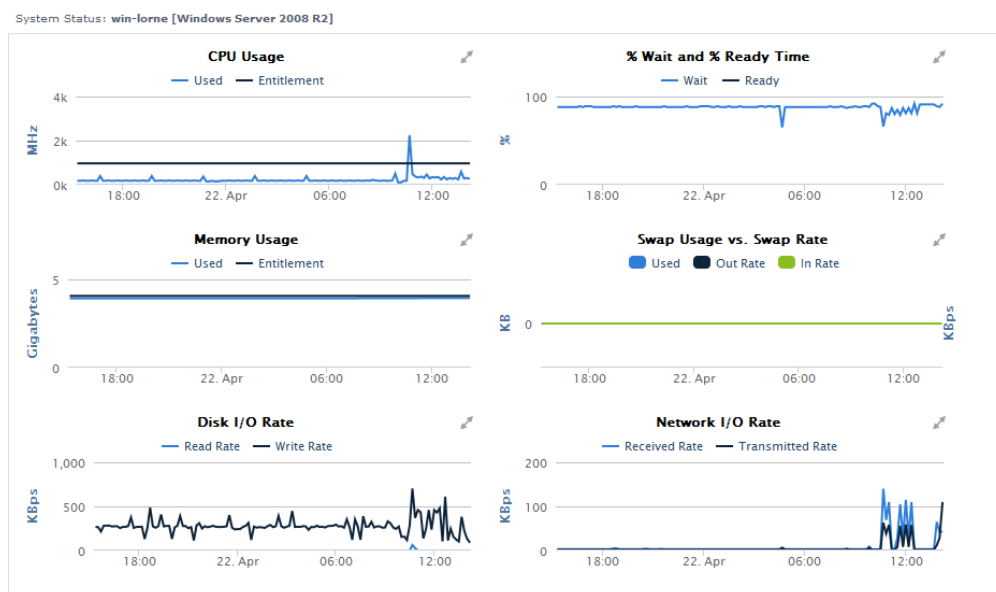 System Status: win-lorne [Windows Server 2008 R2]
CPU Usage
Used Entitlement
4k
2k
0k
MHz
18:00 22. Apr 06:00 12:00
% Wait and % Ready Time
Wait Ready
100
0
%
18:00 22. Apr 06:00 12:00
Memory Usage
Used Entitlement
5
0
Gigabytes
18:00 22. Apr 06:00 12:00
Swap Usage vs. Swap Rate
Used Out Rate In Rate
0
KB
KBps
18:00 22. Apr 06:00 12:00
Disk I/O Rate
Read Rate Write Rate
1,000
500
0
KBps
18:00 22. Apr 06:00 12:00
Network I/O Rate
Received Rate Transmitted Rate
200
100
0
KBps
18:00 22. Apr 06:00 12:00